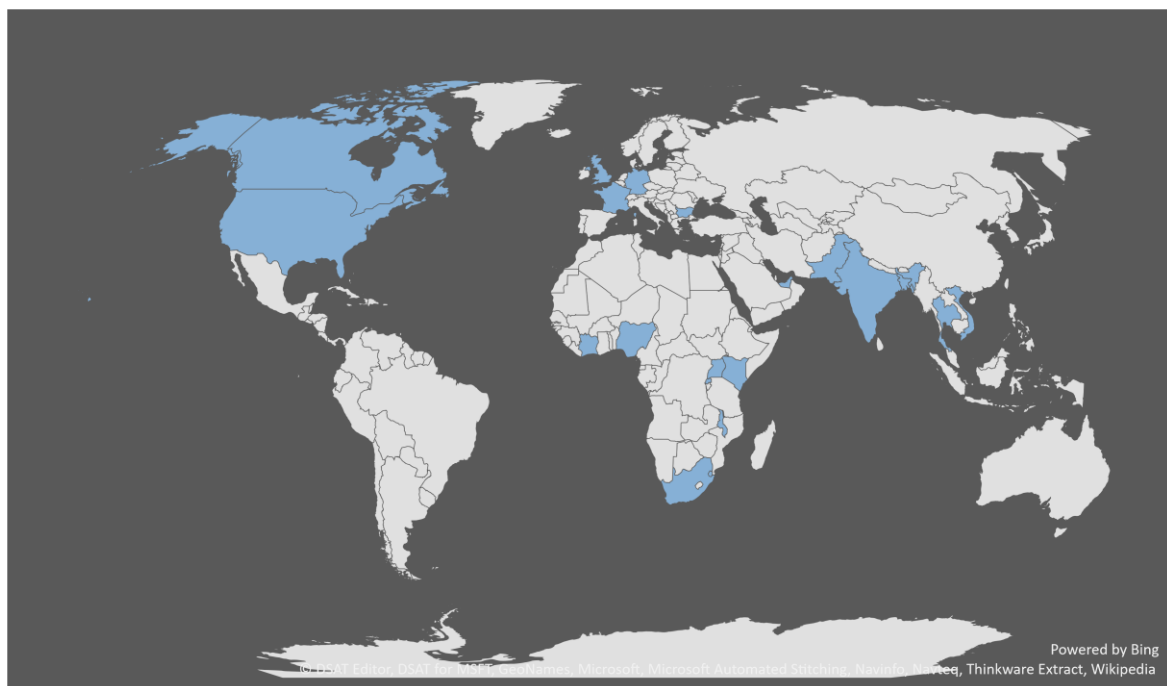 Powered by Bing
© DSAT Editor, DSAT for MSFT, GeoNames, Microsoft, Microsoft Automated Stitching, Navinfo, Navteq, Thinkware Extract, Wikipedia